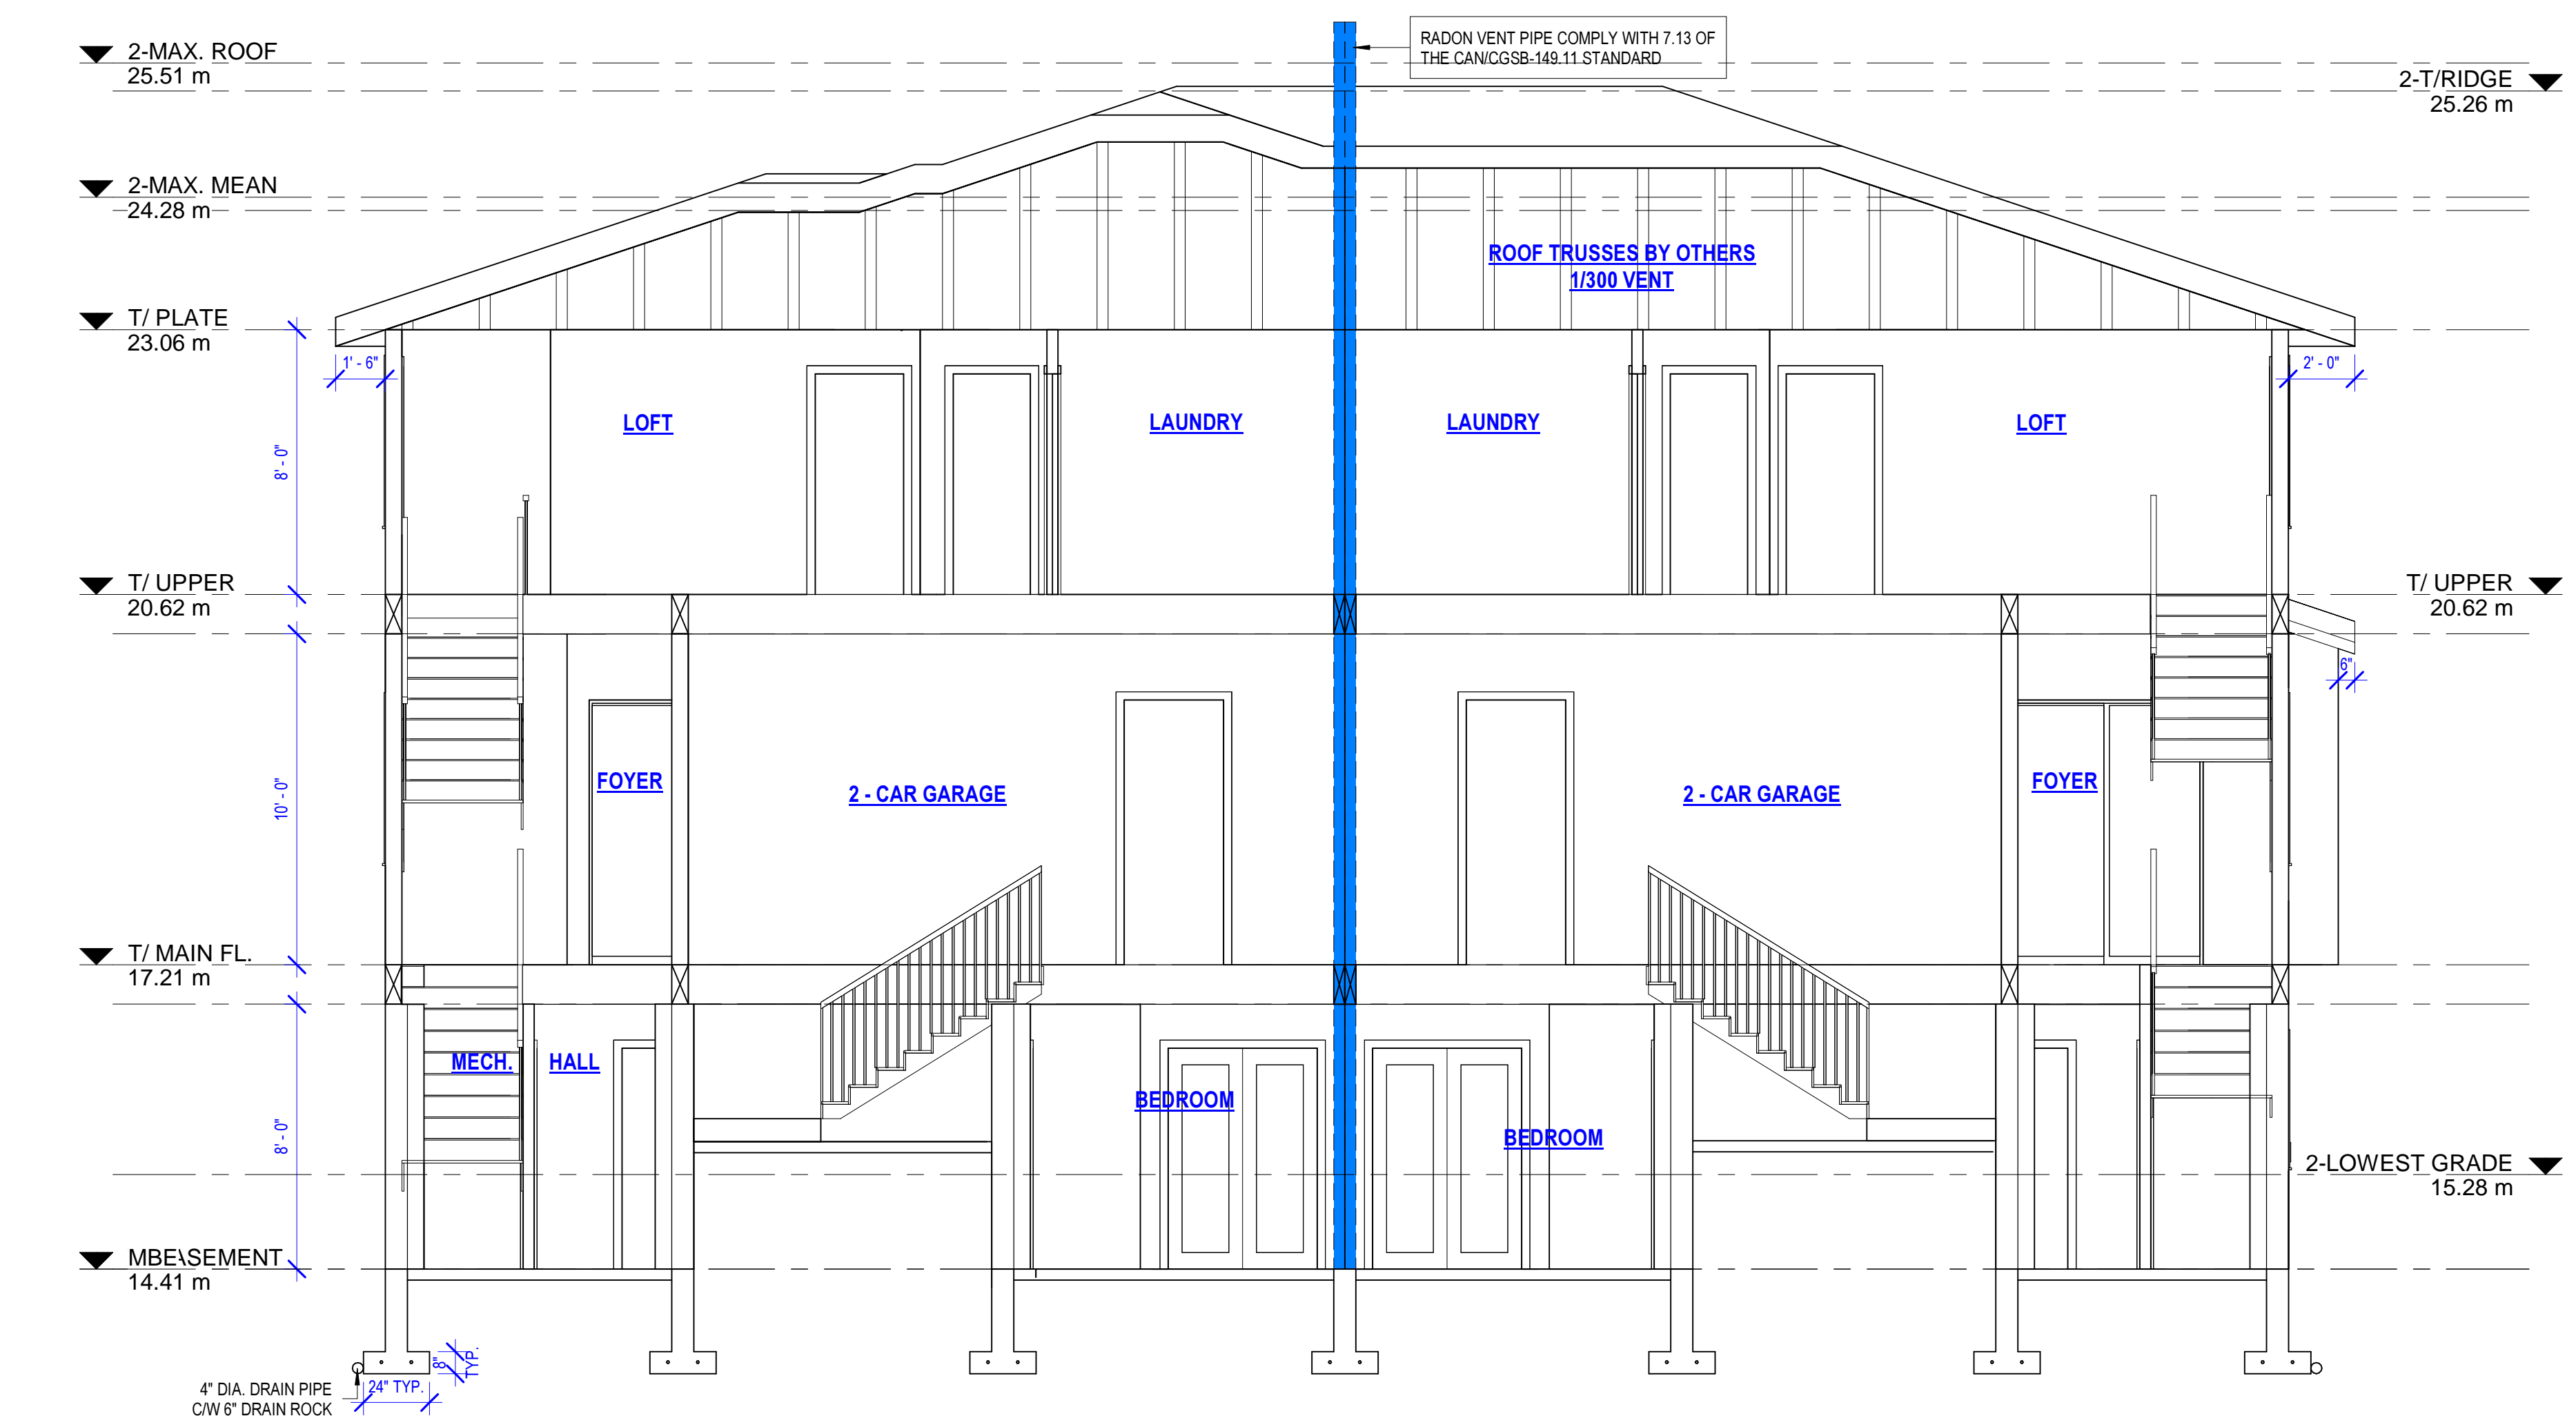 RADON VENT PIPE COMPLY WITH 7.13 OF
THE CAN/CGSB-149.11 STANDARD
2-MAX. ROOF
25.51 m
2-T/RIDGE
25.26 m
2-MAX. MEAN
24.28 m
ROOF TRUSSES BY OTHERS
1/300 VENT
T/ PLATE
23.06 m
1' - 6"
2' - 0"
LOFT
LAUNDRY
LAUNDRY
LOFT
8' - 0"
T/ UPPER
20.62 m
T/ UPPER
20.62 m
6"
FOYER
2 - CAR GARAGE
2 - CAR GARAGE
FOYER
10' - 0"
T/ MAIN FL.
17.21 m
MECH.
HALL
BEDROOM
BEDROOM
8' - 0"
2-LOWEST GRADE
15.28 m
14.41 m
8"
TYP.
24" TYP.
4" DIA. DRAIN PIPE
C/W 6" DRAIN ROCK